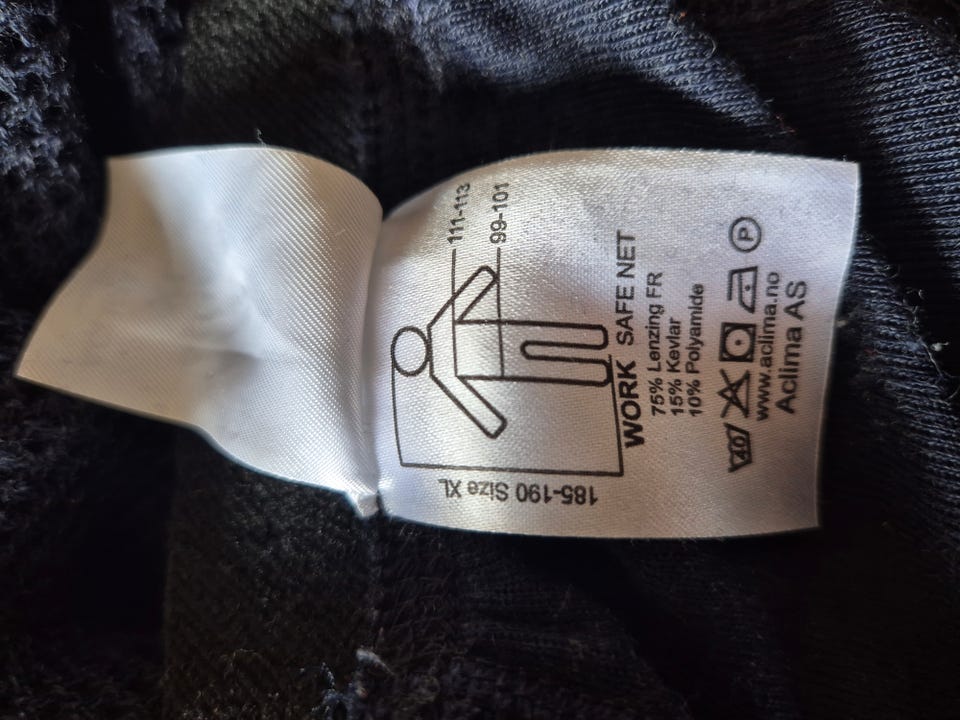 111-113
99-101
185-190 Size XL
WORK SAFE NET
75% Lenzing FR
15% Kevlar
10% Polyamide
40 P
www.aclima.no
Aclima AS